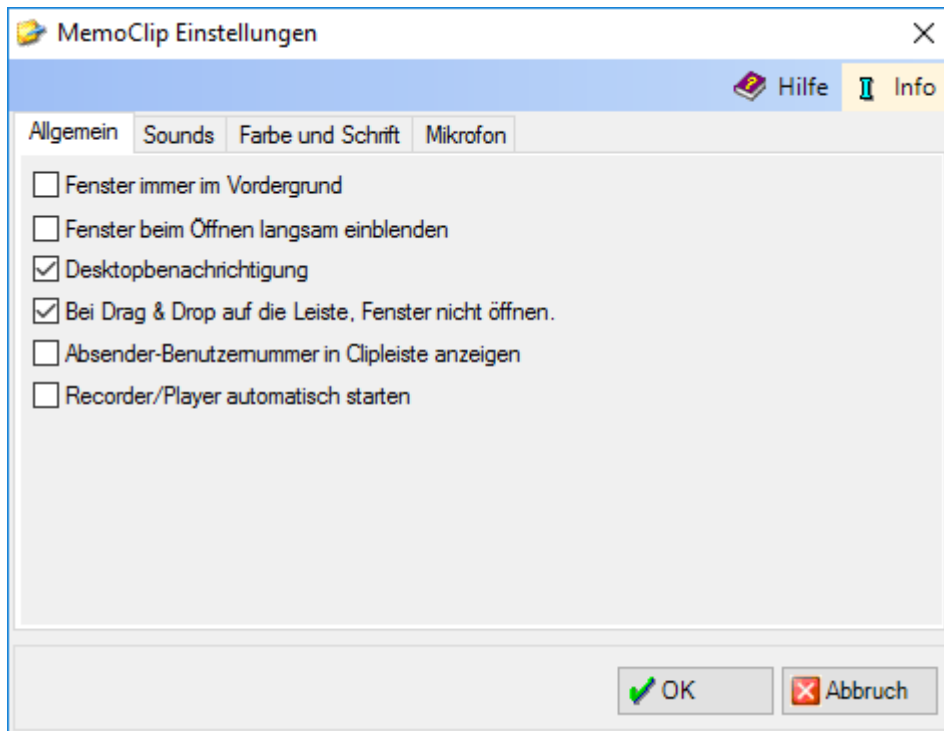 MemoClip Einstellungen
Hilfe Info
Allgemein Sounds Farbe und Schrift Mikrofon
Fenster immer im Vordergrund
Fenster beim Öffnen langsam einblenden
Desktopbenachrichtigung
Bei Drag & Drop auf die Leiste, Fenster nicht öffnen.
Absender-Benutzernummer in Clipleiste anzeigen
Recorder/Player automatisch starten
OK Abbruch